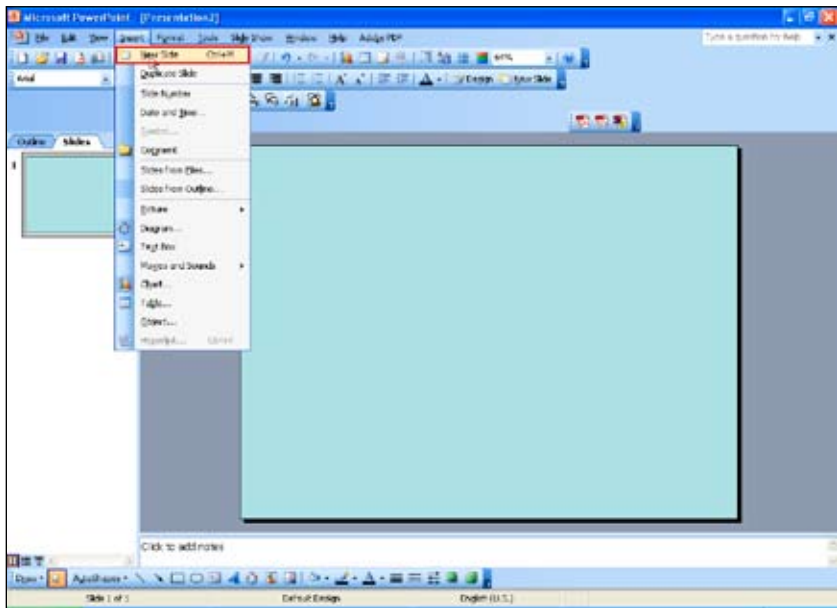 Microsoft PowerPoint - [Presentation2]
File Edit View Insert Format Tools Slide Show Window Help Adobe PDF
Type a question for help
Arial
66%
Design New Slide
New Slide Ctrl+M
Duplicate Slide
Slide Number
Date and Time...
Symbol...
Comment
Slides from Files...
Slides from Outline...
Picture
Diagram...
Text Box
Movies and Sounds
Chart...
Table...
Object...
Hyperlink... Ctrl+K
Outline Slides
1
Click to add notes
Draw AutoShapes
Slide 1 of 1 Default Design English (U.S.)